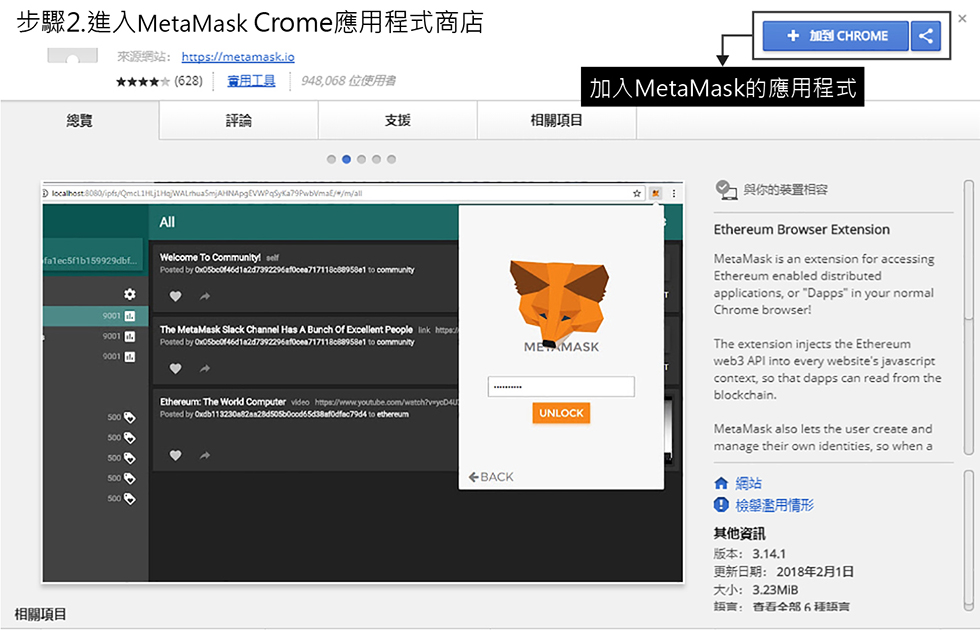 步驟2.進入MetaMask Crome應用程式商店
＋ 加到 CHROME
來源網站： https://metamask.io
(628) 實用工具 948,068 位使用者
加入MetaMask的應用程式
總覽 評論 支援 相關項目
localhost:8080/ipfs/
All
Welcome To Community! self
Posted by 0x05bc0f46d1a2d7392296af0cea717118c88958e1 to community
9001
The MetaMask Slack Channel Has A Bunch Of Excellent People link https:
Posted by 0x05bc0f46d1a2d7392296af0cea717118c88958e1 to community
9001
9001
Ethereum: The World Computer video
Posted by 0xdb113230a82aa28d505b0ccd65d38af0dfac79d4 to ethereum
500
500
500
500
500
METAMASK
UNLOCK
BACK
與你的裝置相容
Ethereum Browser Extension
MetaMask is an extension for accessing
Ethereum enabled distributed
applications, or "Dapps" in your normal
Chrome browser!
The extension injects the Ethereum
web3 API into every website's javascript
context, so that dapps can read from the
blockchain.
MetaMask also lets the user create and
manage their own identities, so when a
網站
檢舉濫用情形
其他資訊
版本： 3.14.1
更新日期： 2018年2月1日
大小： 3.23MiB
語言： 查看全部 6 種語言
相關項目